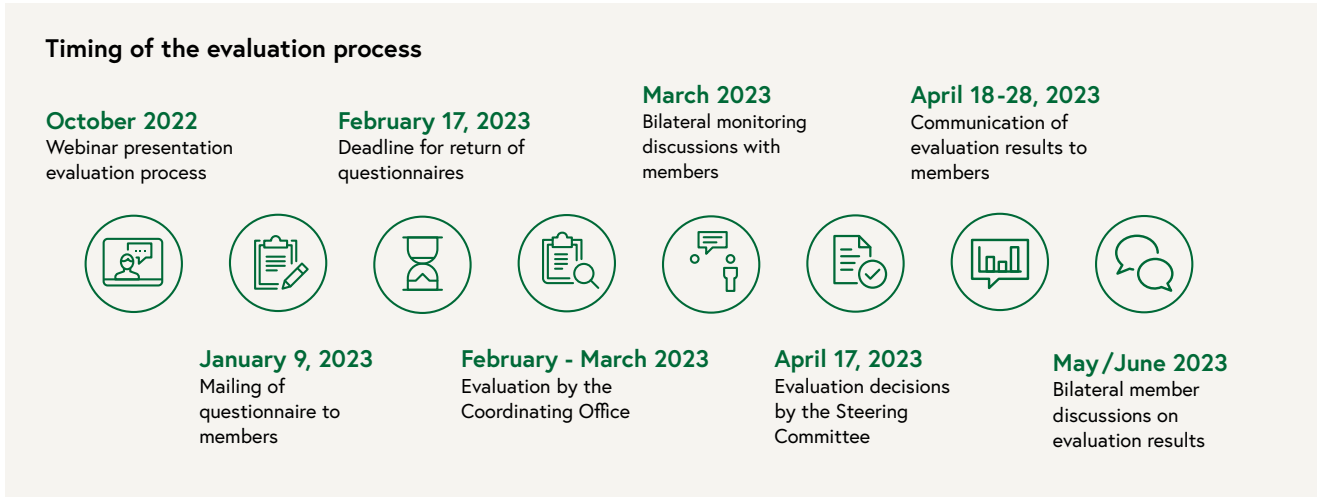 Timing of the evaluation process
October 2022
Webinar presentation
evaluation process
January 9, 2023
Mailing of
questionnaire to
members
February 17, 2023
Deadline for return of
questionnaires
February - March 2023
Evaluation by the
Coordinating Office
March 2023
Bilateral monitoring
discussions with
members
April 17, 2023
Evaluation decisions
by the Steering
Committee
April 18-28, 2023
Communication of
evaluation results to
members
May/June 2023
Bilateral member
discussions on
evaluation results